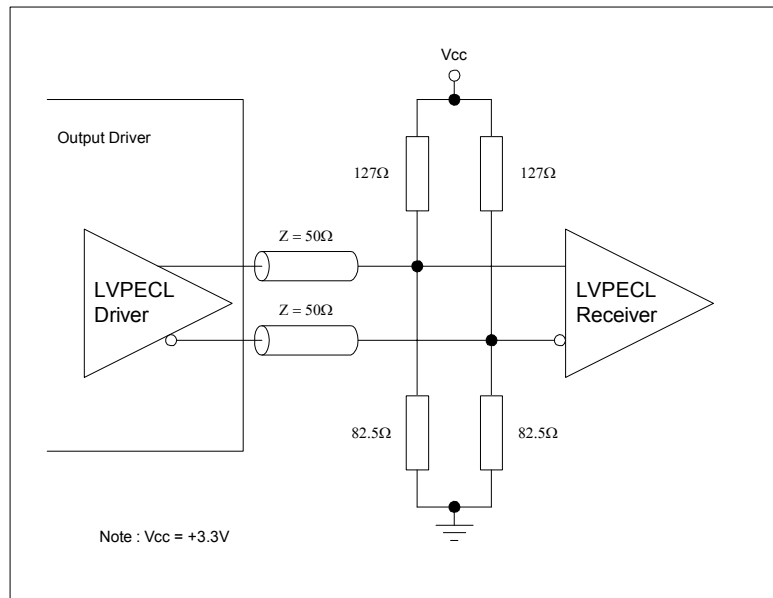 Vcc
Output Driver
127Ω
127Ω
Z = 50Ω
LVPECL
Driver
LVPECL
Receiver
Z = 50Ω
82.5Ω
82.5Ω
Note : Vcc = +3.3V